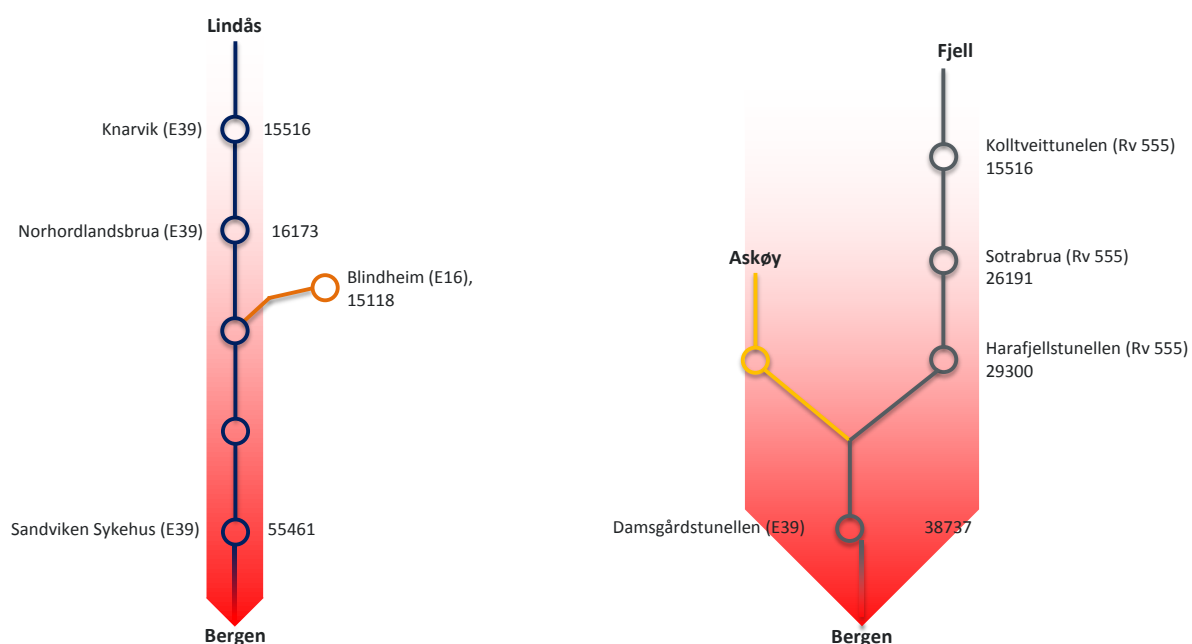 Lindås
Knarvik (E39)
15516
Norhordlandsbrua (E39)
16173
Blindheim (E16),
15118
Sandviken Sykehus (E39)
55461
Bergen
Fjell
Kolltveittunelen (Rv 555)
15516
Sotrabrua (Rv 555)
26191
Askøy
Harafjellstunellen (Rv 555)
29300
Damsgårdstunellen (E39)
38737
Bergen